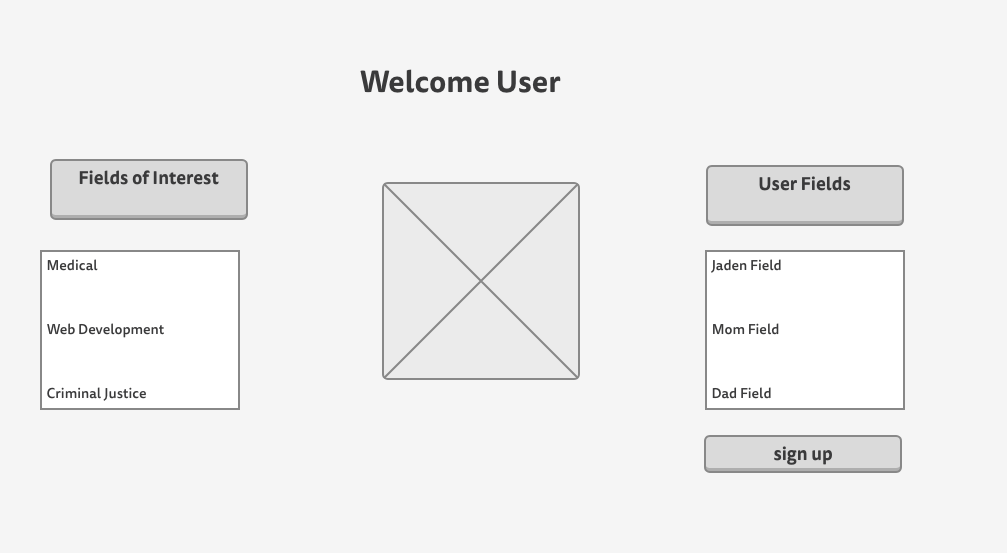 Welcome User
Fields of Interest
Medical
Web Development
Criminal Justice
User Fields
Jaden Field
Mom Field
Dad Field
sign up